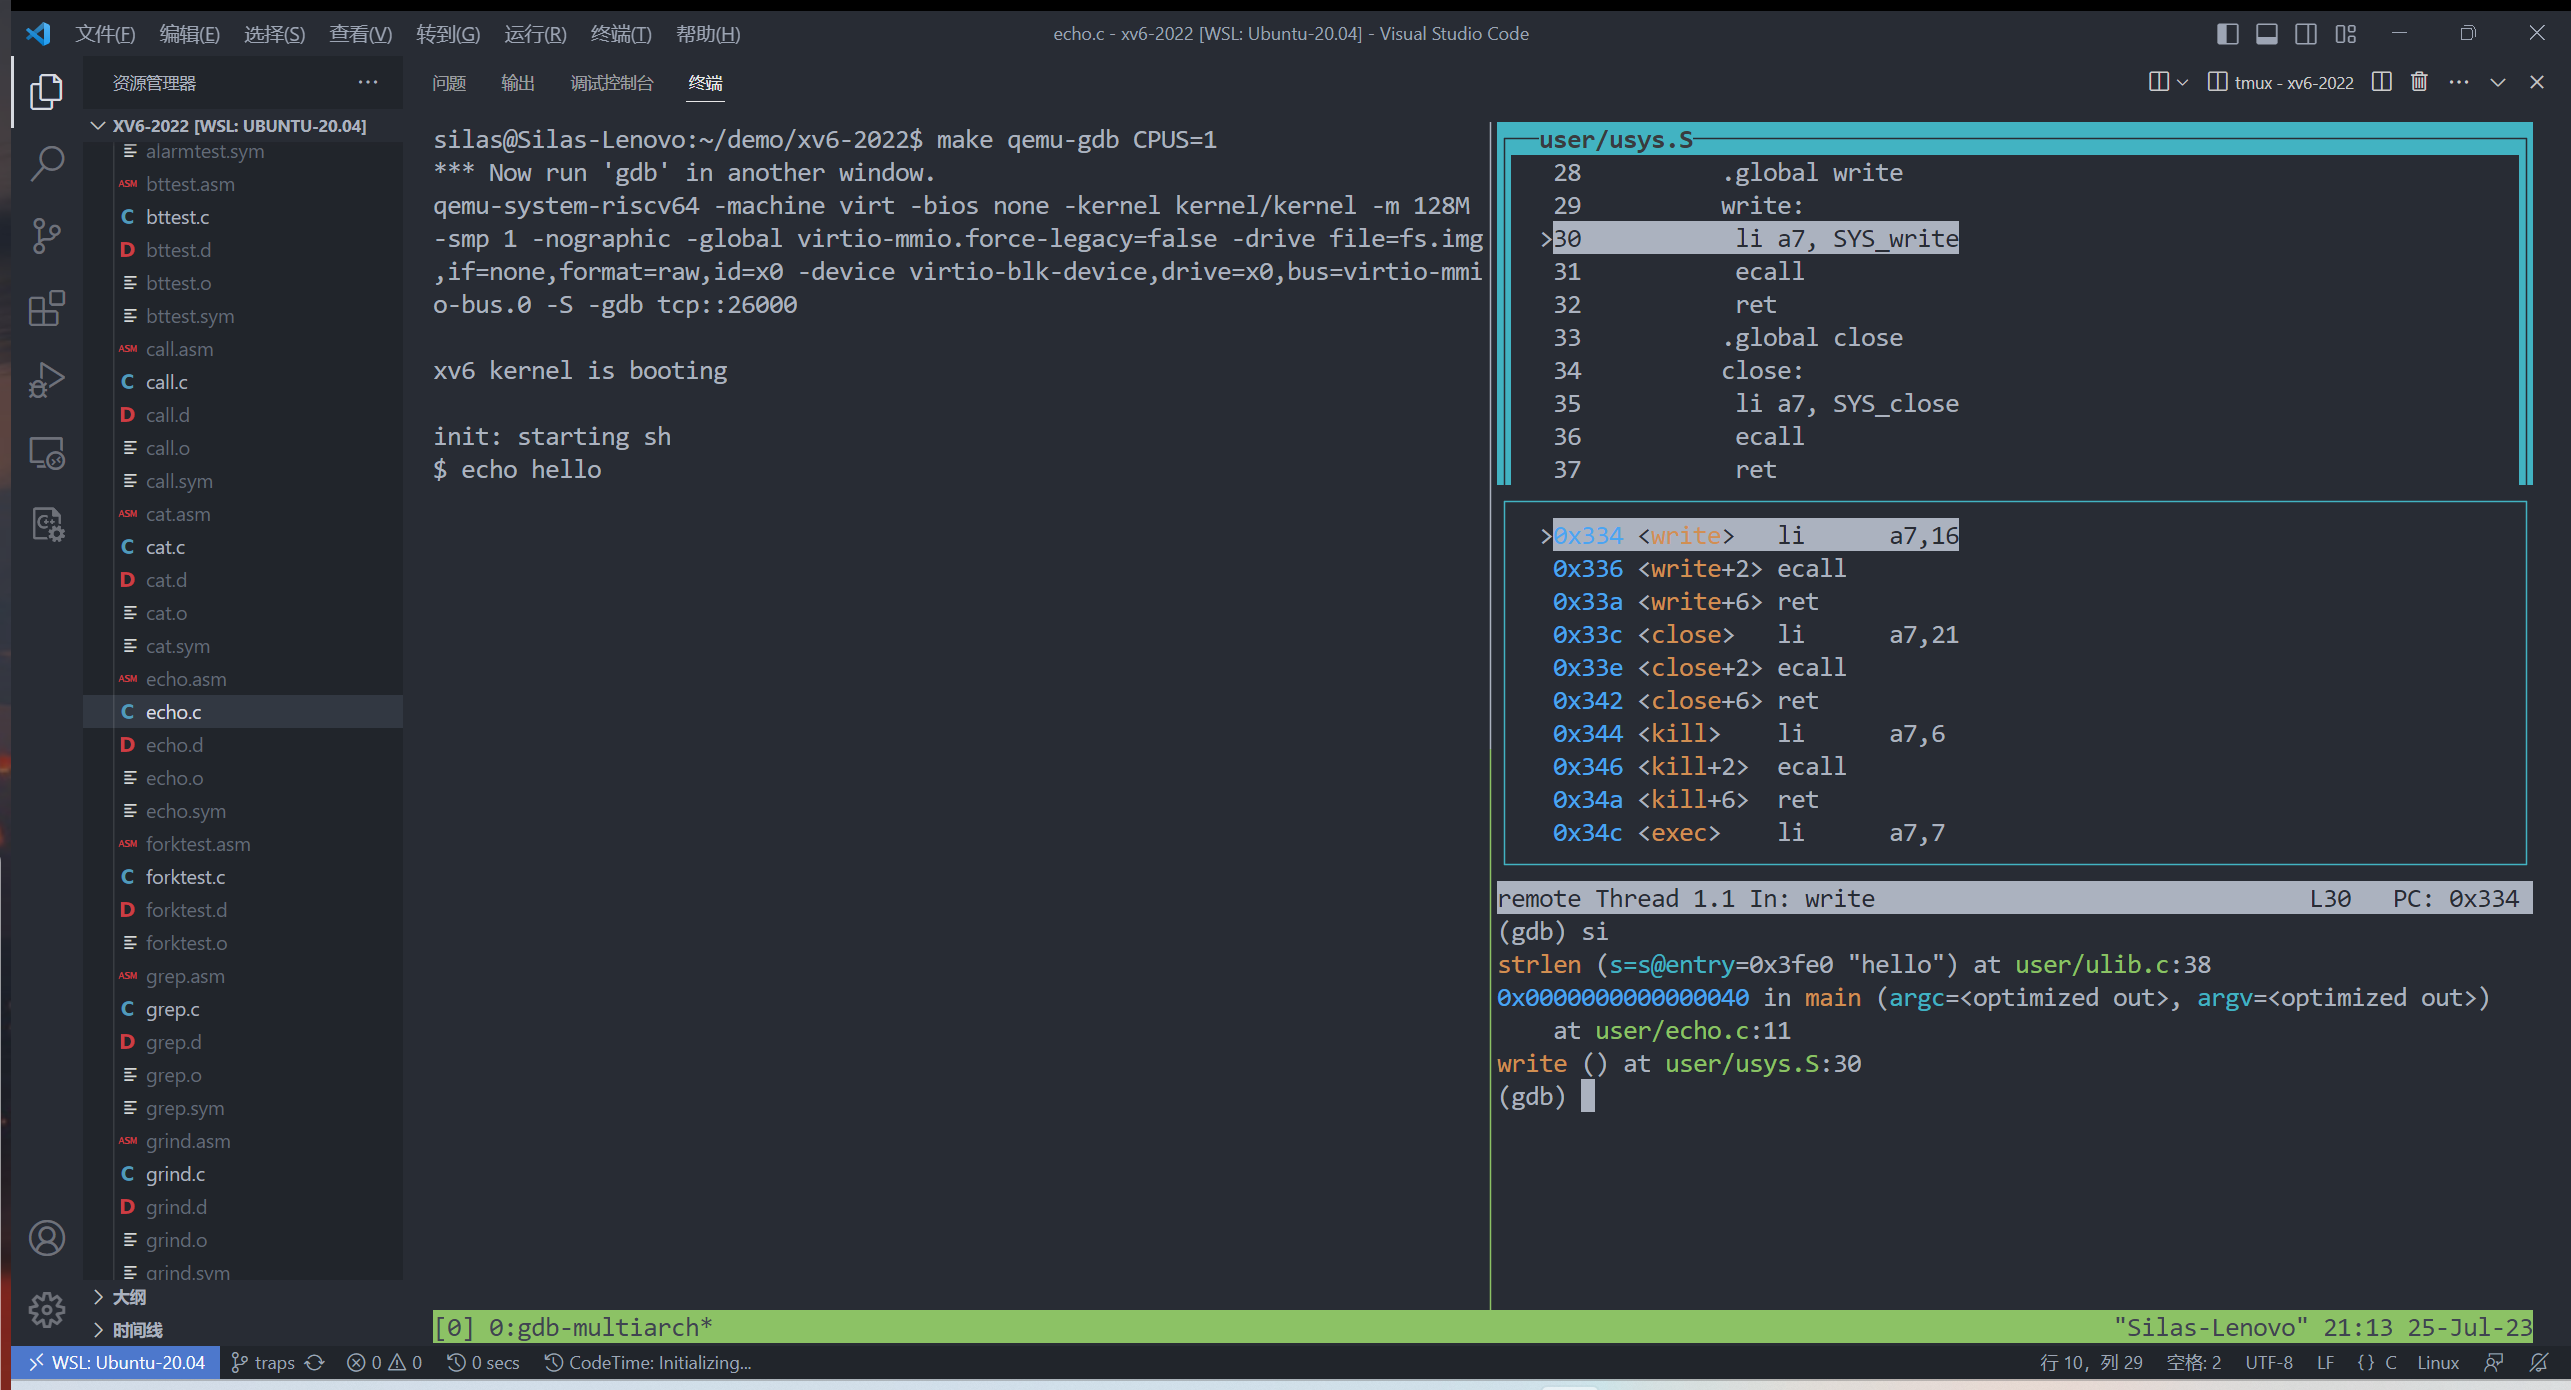 文件(F) 编辑(E) 选择(S) 查看(V) 转到(G) 运行(R) 终端(T) 帮助(H)
echo.c - xv6-2022 [WSL: Ubuntu-20.04] - Visual Studio Code
资源管理器
XV6-2022 [WSL: UBUNTU-20.04]
alarmtest.sym
ASM bttest.asm
C bttest.c
D bttest.d
bttest.o
bttest.sym
ASM call.asm
C call.c
D call.d
call.o
call.sym
ASM cat.asm
C cat.c
D cat.d
cat.o
cat.sym
ASM echo.asm
C echo.c
D echo.d
echo.o
echo.sym
ASM forktest.asm
C forktest.c
D forktest.d
forktest.o
ASM grep.asm
C grep.c
D grep.d
grep.o
grep.sym
ASM grind.asm
C grind.c
D grind.d
grind.o
grind.sym
大纲
时间线
问题 输出 调试控制台 终端
tmux - xv6-2022
silas@Silas-Lenovo:~/demo/xv6-2022$ make qemu-gdb CPUS=1
*** Now run 'gdb' in another window.
qemu-system-riscv64 -machine virt -bios none -kernel kernel/kernel -m 128M
-smp 1 -nographic -global virtio-mmio.force-legacy=false -drive file=fs.img
,if=none,format=raw,id=x0 -device virtio-blk-device,drive=x0,bus=virtio-mmi
o-bus.0 -S -gdb tcp::26000
xv6 kernel is booting
init: starting sh
$ echo hello
user/usys.S
28 .global write
29 write:
>30 li a7, SYS_write
31 ecall
32 ret
33 .global close
34 close:
35 li a7, SYS_close
36 ecall
37 ret
>0x334 <write> li a7,16
0x336 <write+2> ecall
0x33a <write+6> ret
0x33c <close> li a7,21
0x33e <close+2> ecall
0x342 <close+6> ret
0x344 <kill> li a7,6
0x346 <kill+2> ecall
0x34a <kill+6> ret
0x34c <exec> li a7,7
remote Thread 1.1 In: write L30 PC: 0x334
(gdb) si
strlen (s=s@entry=0x3fe0 "hello") at user/ulib.c:38
0x0000000000000040 in main (argc=<optimized out>, argv=<optimized out>)
at user/echo.c:11
write () at user/usys.S:30
(gdb)
[0] 0:gdb-multiarch* "Silas-Lenovo" 21:13 25-Jul-23
WSL: Ubuntu-20.04 traps 0 0 0 secs CodeTime: Initializing... 行 10，列 29 空格: 2 UTF-8 LF {} C Linux